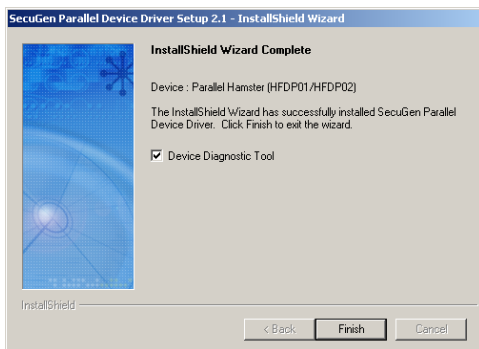 SecuGen Parallel Device Driver Setup 2.1 - InstallShield Wizard
InstallShield Wizard Complete
Device : Parallel Hamster (HFDP01/HFDP02)
The InstallShield Wizard has successfully installed SecuGen Parallel
Device Driver. Click Finish to exit the wizard.
Device Diagnostic Tool
InstallShield
< Back
Finish
Cancel